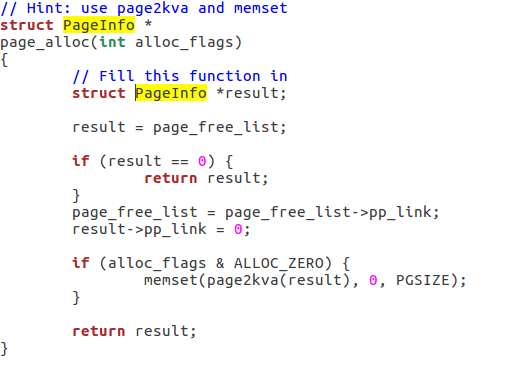 // Hint: use page2kva and memset
struct PageInfo *
page_alloc(int alloc_flags)
{
        // Fill this function in
        struct PageInfo *result;

        result = page_free_list;

        if (result == 0) {
                return result;
        }
        page_free_list = page_free_list->pp_link;
        result->pp_link = 0;

        if (alloc_flags & ALLOC_ZERO) {
                memset(page2kva(result), 0, PGSIZE);
        }

        return result;
}